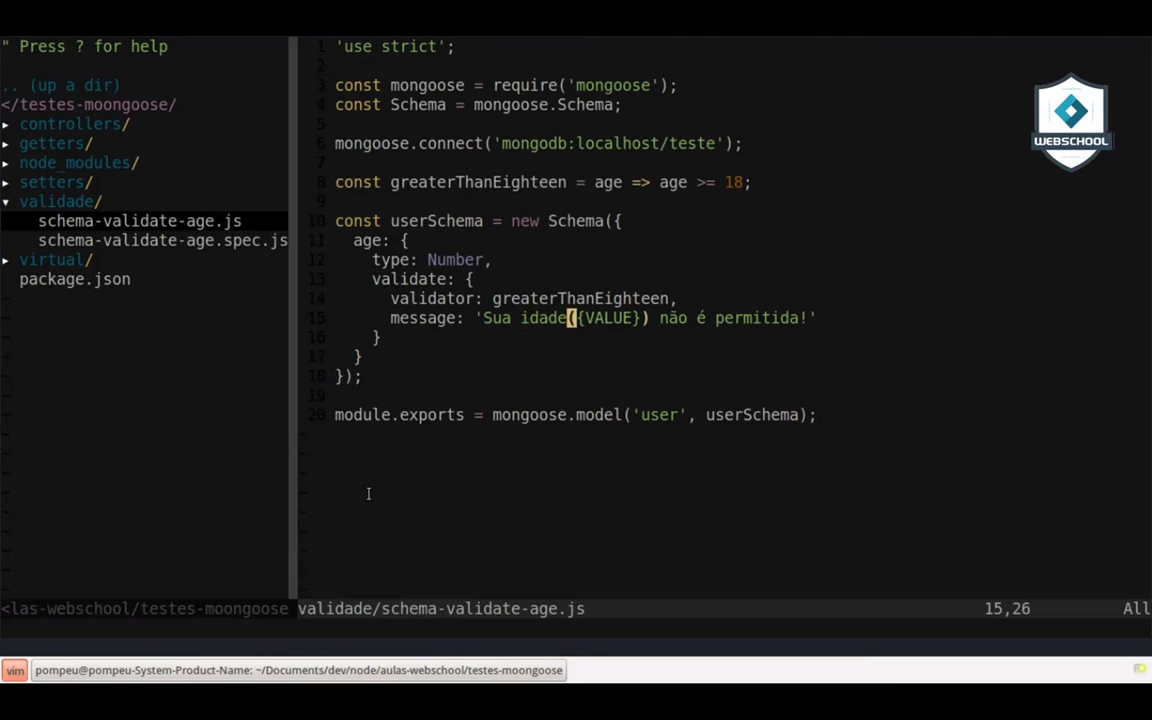 " Press ? for help
.. (up a dir)
</testes-moongoose/
▸ controllers/
▸ getters/
▸ node_modules/
▸ setters/
▾ validade/
schema-validate-age.js
schema-validate-age.spec.js
▸ virtual/
package.json
1 'use strict';
2
3 const mongoose = require('mongoose');
4 const Schema = mongoose.Schema;
5
6 mongoose.connect('mongodb:localhost/teste');
7
8 const greaterThanEighteen = age => age >= 18;
9
10 const userSchema = new Schema({
11 age: {
12 type: Number,
13 validate: {
14 validator: greaterThanEighteen,
15 message: 'Sua idade({VALUE}) não é permitida!'
16 }
17 }
18 });
19
20 module.exports = mongoose.model('user', userSchema);
WEBSCHOOL
<las-webschool/testes-moongoose validade/schema-validate-age.js 15,26 All
vim pompeu@pompeu-System-Product-Name: ~/Documents/dev/node/aulas-webschool/testes-moongoose